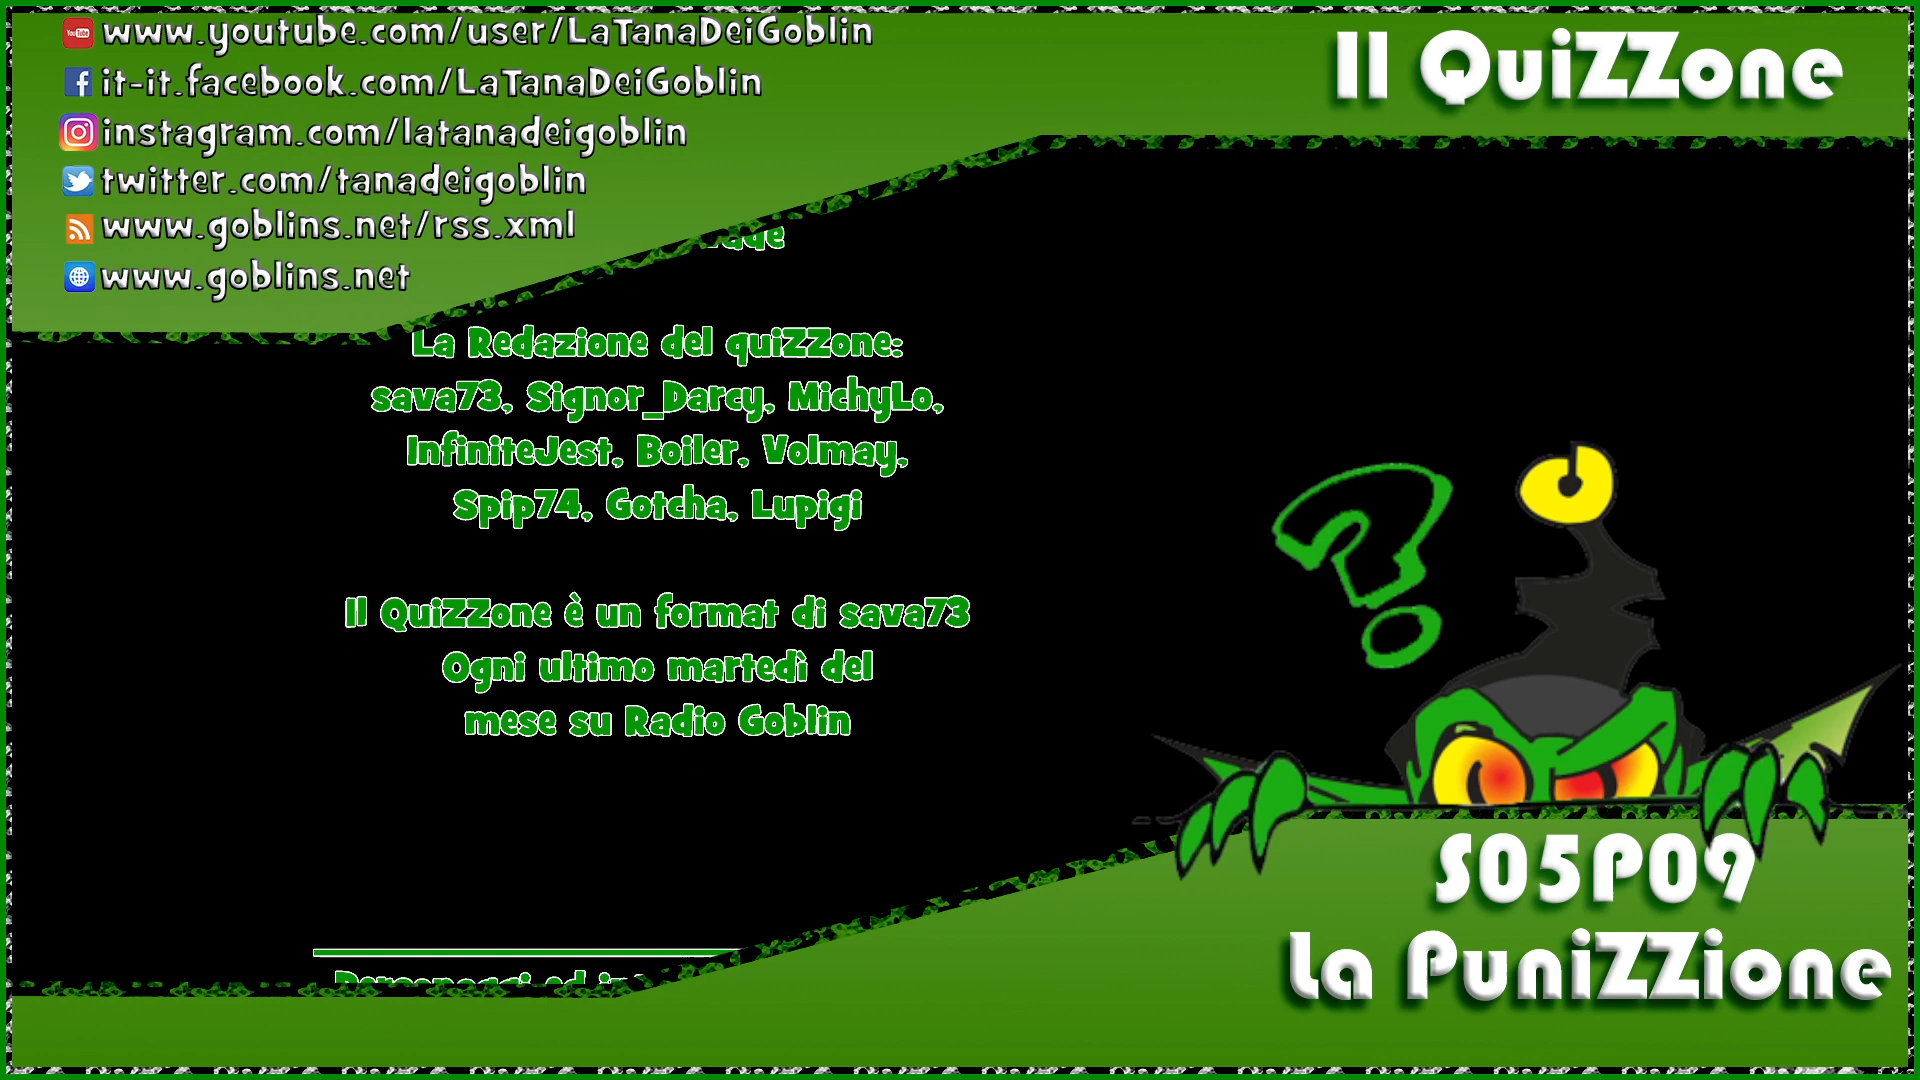 www.youtube.com/user/LaTanaDeiGoblin
it-it.facebook.com/LaTanaDeiGoblin
instagram.com/latanadeigoblin
twitter.com/tanadeigoblin
www.goblins.net/rss.xml
www.goblins.net
Il QuiZZone
La Redazione del quiZZone:
sava73, Signor_Darcy, MichyLo,
InfiniteJest, Boiler, Volmay,
Spip74, Gotcha, Lupigi
Il QuiZZone è un format di sava73
Ogni ultimo martedì del
mese su Radio Goblin
S05P09
La PuniZZione